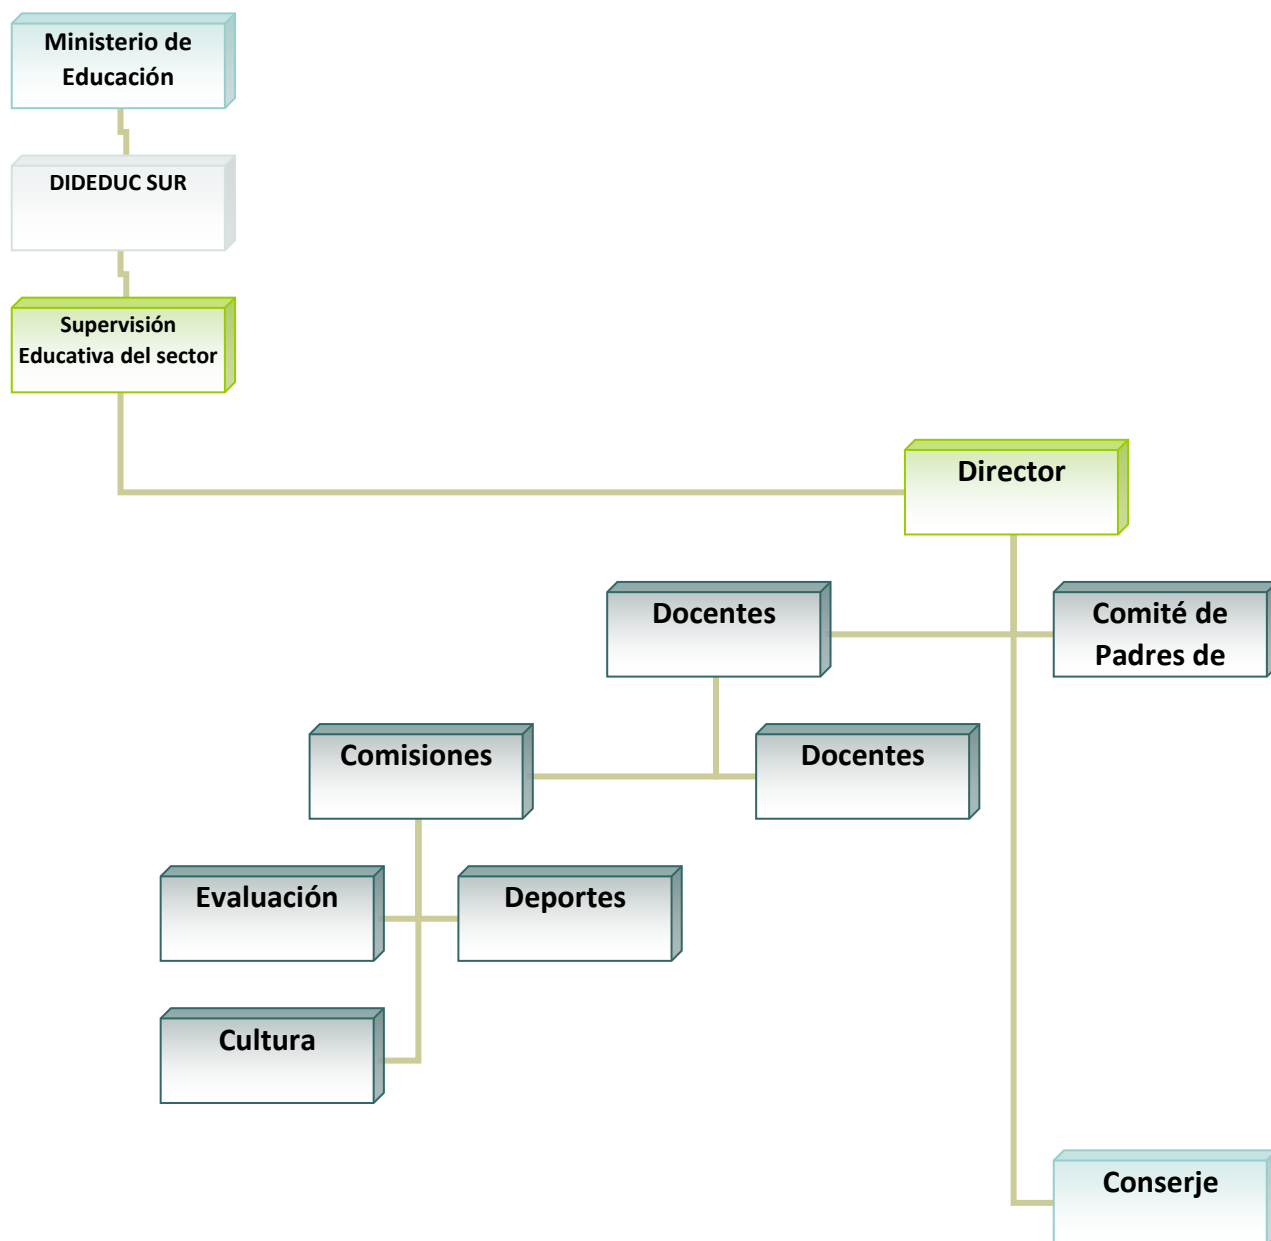 Ministerio de
Educación
DIDEDUC SUR
Supervisión
Educativa del sector
Director
Docentes
Comité de
Padres de
Comisiones
Docentes
Evaluación
Deportes
Cultura
Conserje